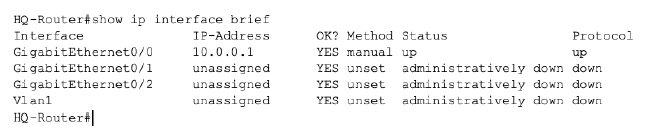 HQ-Router#show ip interface brief
Interface IP-Address OK? Method Status Protocol
GigabitEthernet0/0 10.0.0.1 YES manual up up
GigabitEthernet0/1 unassigned YES unset administratively down down
GigabitEthernet0/2 unassigned YES unset administratively down down
Vlan1 unassigned YES unset administratively down down
HQ-Router#